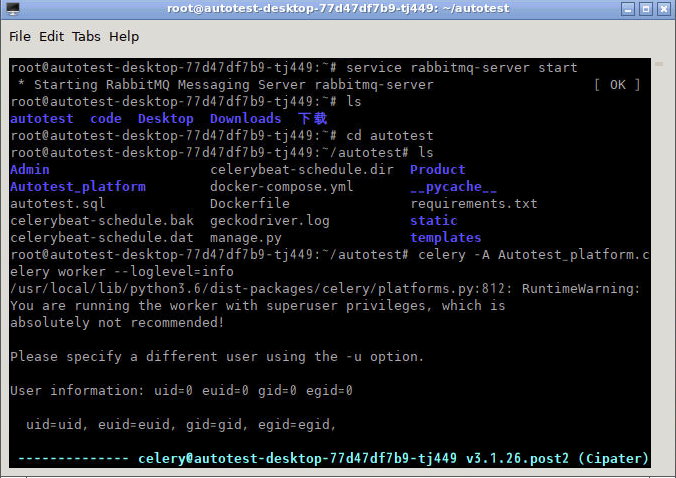 root@autotest-desktop-77d47df7b9-tj449: ~/autotest
File Edit Tabs Help
root@autotest-desktop-77d47df7b9-tj449:~# service rabbitmq-server start
 * Starting RabbitMQ Messaging Server rabbitmq-server                    [ OK ]
root@autotest-desktop-77d47df7b9-tj449:~# ls
autotest  code  Desktop  Downloads  下载
root@autotest-desktop-77d47df7b9-tj449:~# cd autotest
root@autotest-desktop-77d47df7b9-tj449:~/autotest# ls
Admin                    celerybeat-schedule.dir  Product
Autotest_platform        docker-compose.yml       __pycache__
autotest.sql             Dockerfile               requirements.txt
celerybeat-schedule.bak  geckodriver.log          static
celerybeat-schedule.dat  manage.py                templates
root@autotest-desktop-77d47df7b9-tj449:~/autotest# celery -A Autotest_platform.c
elery worker --loglevel=info
/usr/local/lib/python3.6/dist-packages/celery/platforms.py:812: RuntimeWarning:
You are running the worker with superuser privileges, which is
absolutely not recommended!
Please specify a different user using the -u option.
User information: uid=0 euid=0 gid=0 egid=0
  uid=uid, euid=euid, gid=gid, egid=egid,
 -------------- celery@autotest-desktop-77d47df7b9-tj449 v3.1.26.post2 (Cipater)